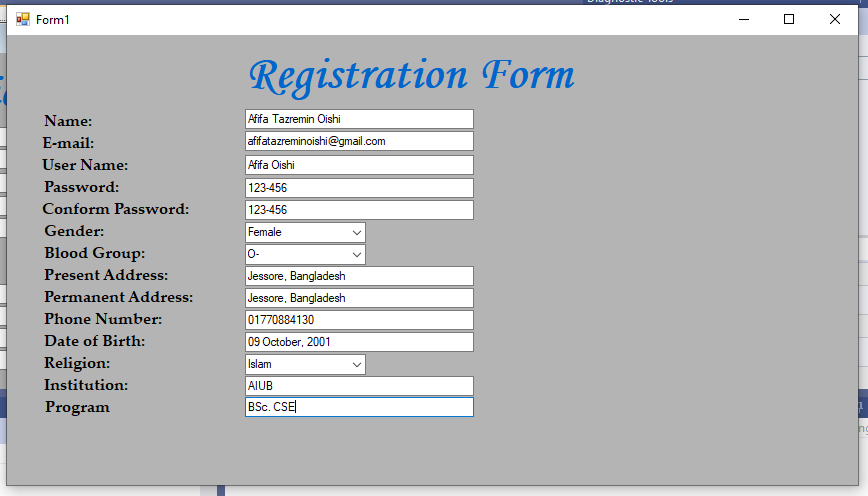 Diagnostic Tools
Form1
Registration Form
Name: Afifa Tazremin Oishi
E-mail: afifatazreminoishi@gmail.com
User Name: Afifa Oishi
Password: 123-456
Conform Password: 123-456
Gender: Female
Blood Group: O-
Present Address: Jessore, Bangladesh
Permanent Address: Jessore, Bangladesh
Phone Number: 01770884130
Date of Birth: 09 October, 2001
Religion: Islam
Institution: AIUB
Program BSc. CSE